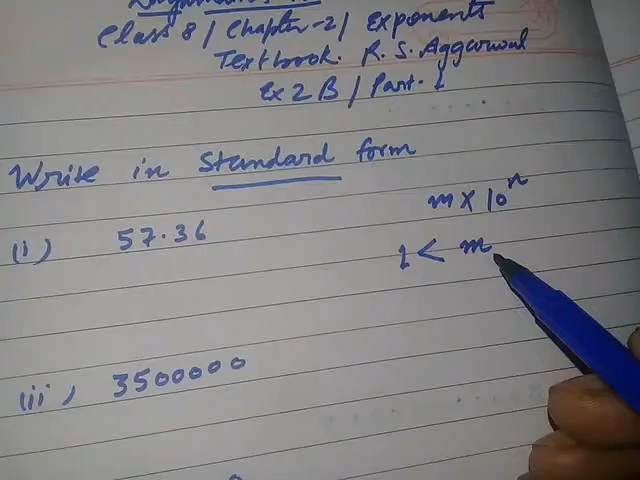 Class 8 / Chapter-2 / Exponents
Textbook. R. S. Aggarwal
Ex 2 B / Part-1
Write in Standard form
m × 10ⁿ
(i) 57.36
1 < m
(ii) 3500000